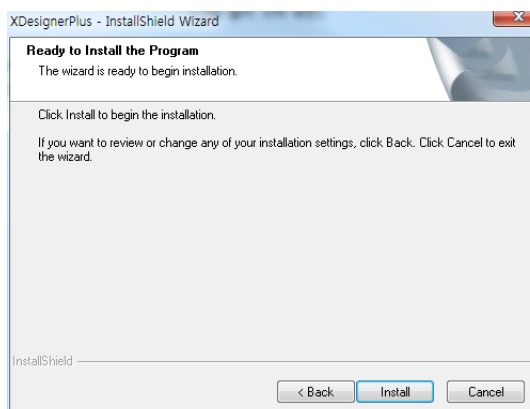 XDesignerPlus - InstallShield Wizard
Ready to Install the Program
The wizard is ready to begin installation.
Click Install to begin the installation.
If you want to review or change any of your installation settings, click Back. Click Cancel to exit
the wizard.
InstallShield
< Back Install Cancel